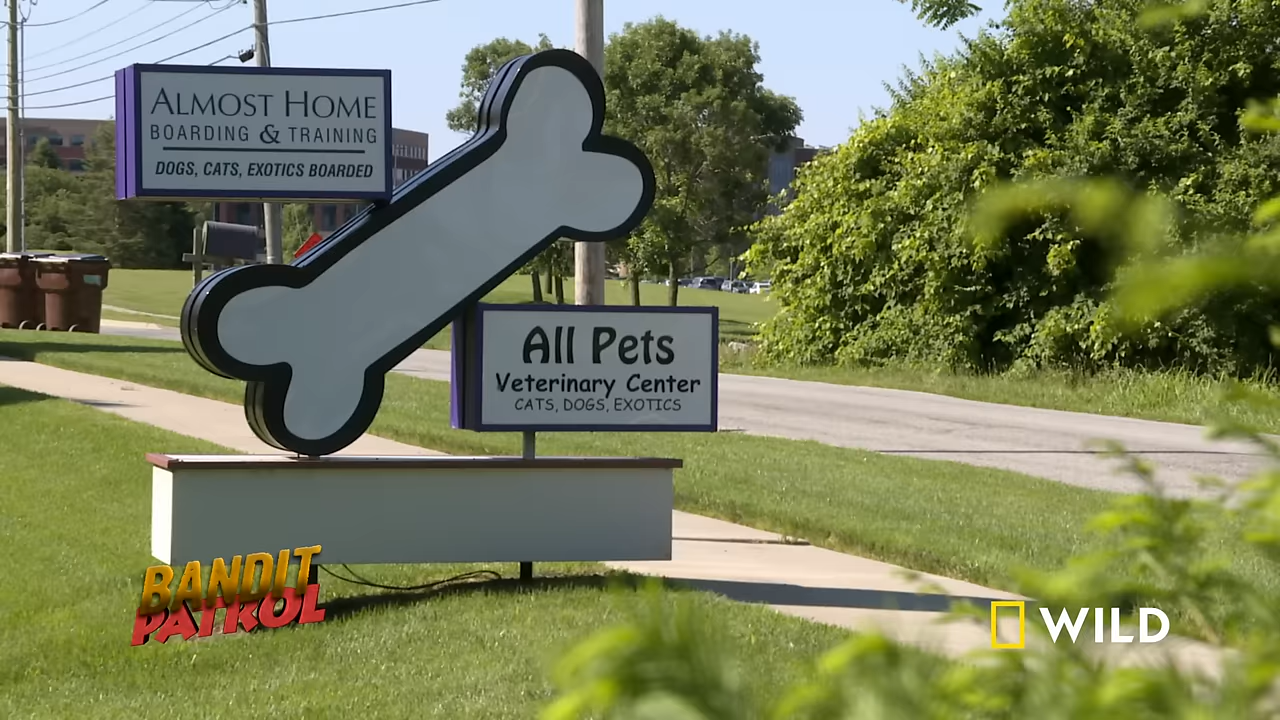 ALMOST HOME
BOARDING & TRAINING
DOGS, CATS, EXOTICS BOARDED
All Pets
Veterinary Center
CATS, DOGS, EXOTICS
BANDIT
PATROL
WILD